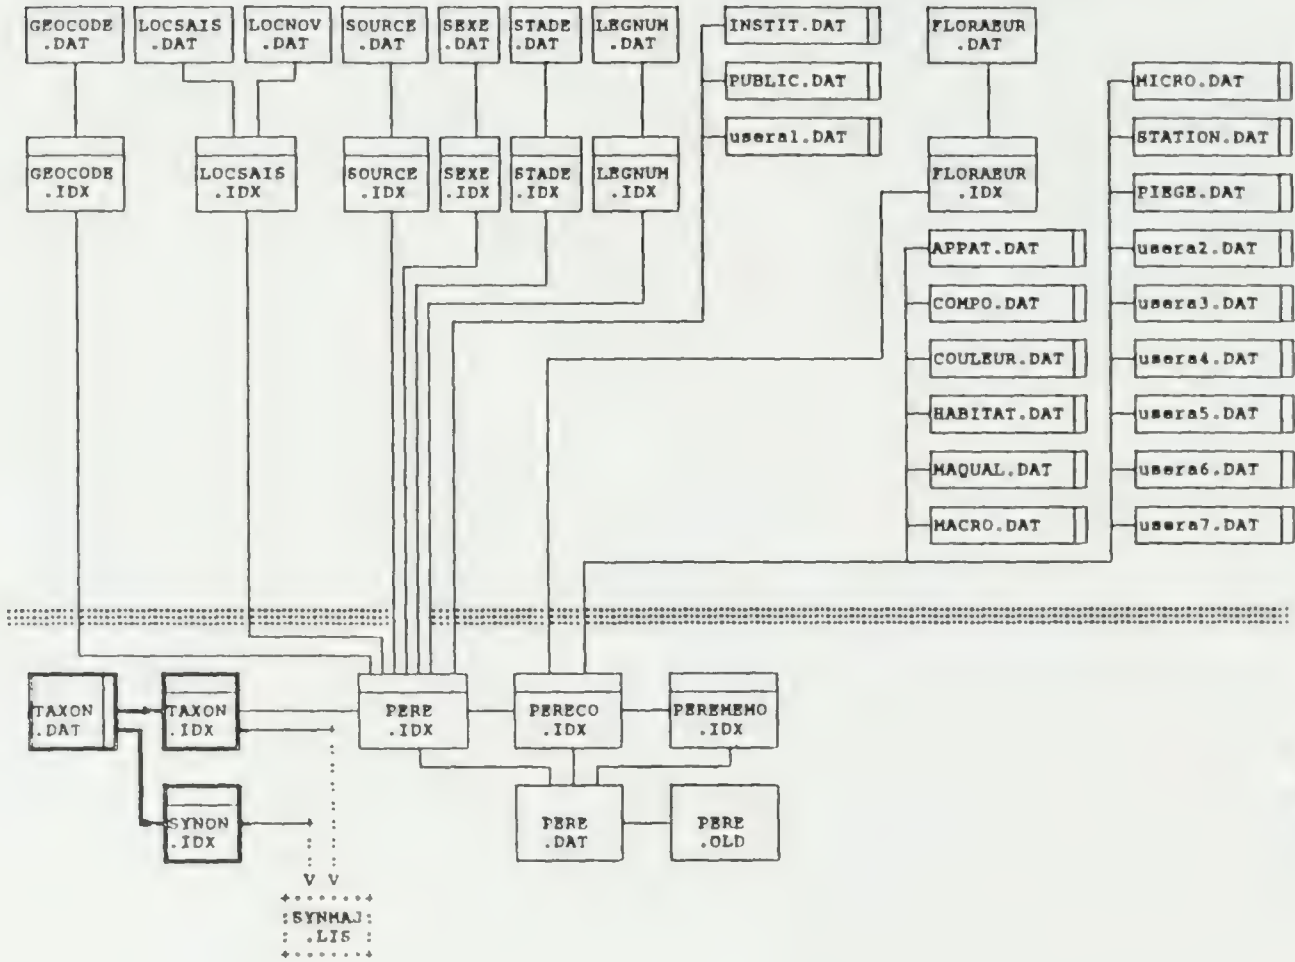 GEOCODE
.DAT
LOCSAIS
.DAT
LOCNOV
.DAT
SOURCE
.DAT
SEXE
.DAT
STADE
.DAT
LEGNUM
.DAT
INSTIT.DAT
PUBLIC.DAT
usera1.DAT
FLORAEUR
.DAT
MICRO.DAT
STATION.DAT
PIEGE.DAT
usera2.DAT
usera3.DAT
usera4.DAT
usera5.DAT
usera6.DAT
usera7.DAT
GEOCODE
.IDX
LOCSAIS
.IDX
SOURCE
.IDX
SEXE
.IDX
STADE
.IDX
LEGNUM
.IDX
FLORAEUR
.IDX
APPAT.DAT
COMPO.DAT
COULEUR.DAT
HABITAT.DAT
MAQUAL.DAT
MACRO.DAT
TAXON
.DAT
TAXON
.IDX
PERE
.IDX
PERECO
.IDX
PEREMEMO
.IDX
SYNON
.IDX
PERE
.DAT
PERE
.OLD
V V
SYNMAJ
.LIS